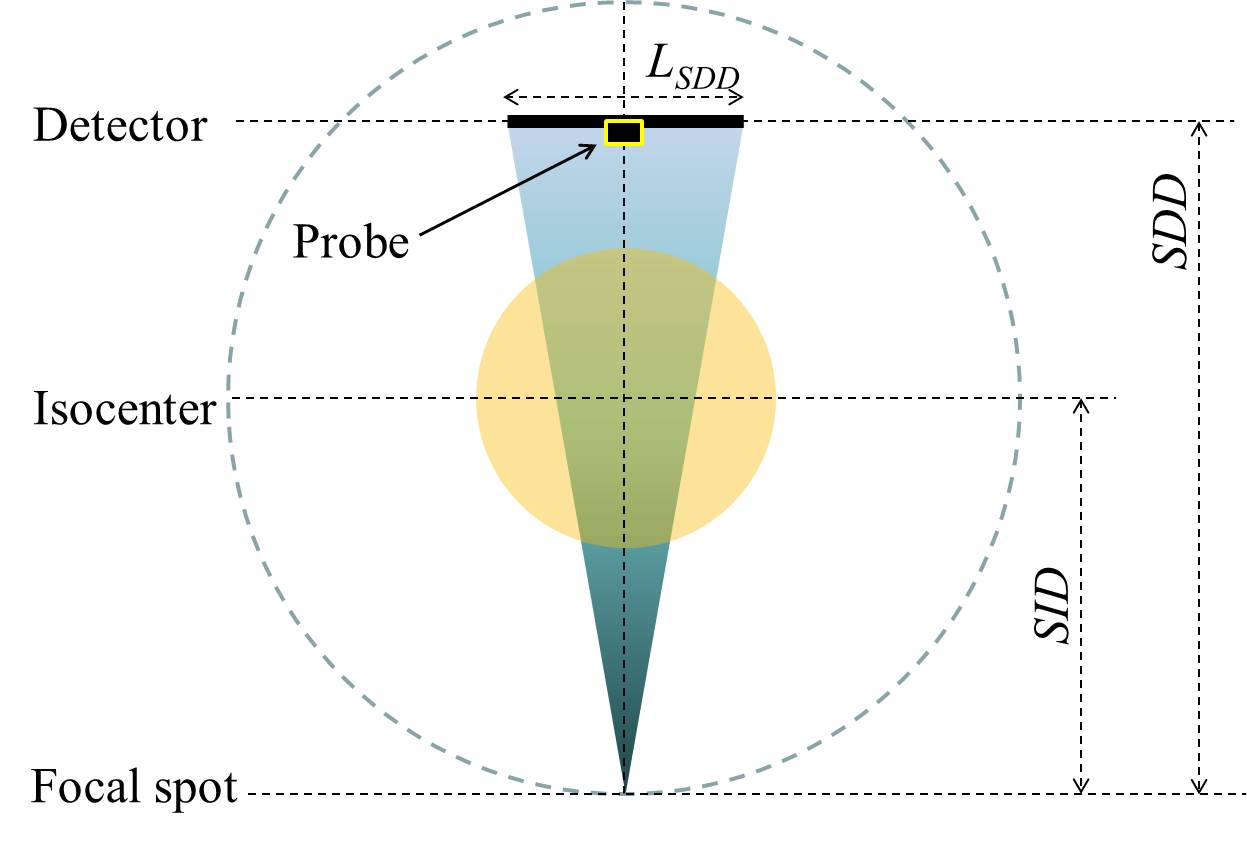 L_SDD
Detector
SDD
Probe
Isocenter
SID
Focal spot